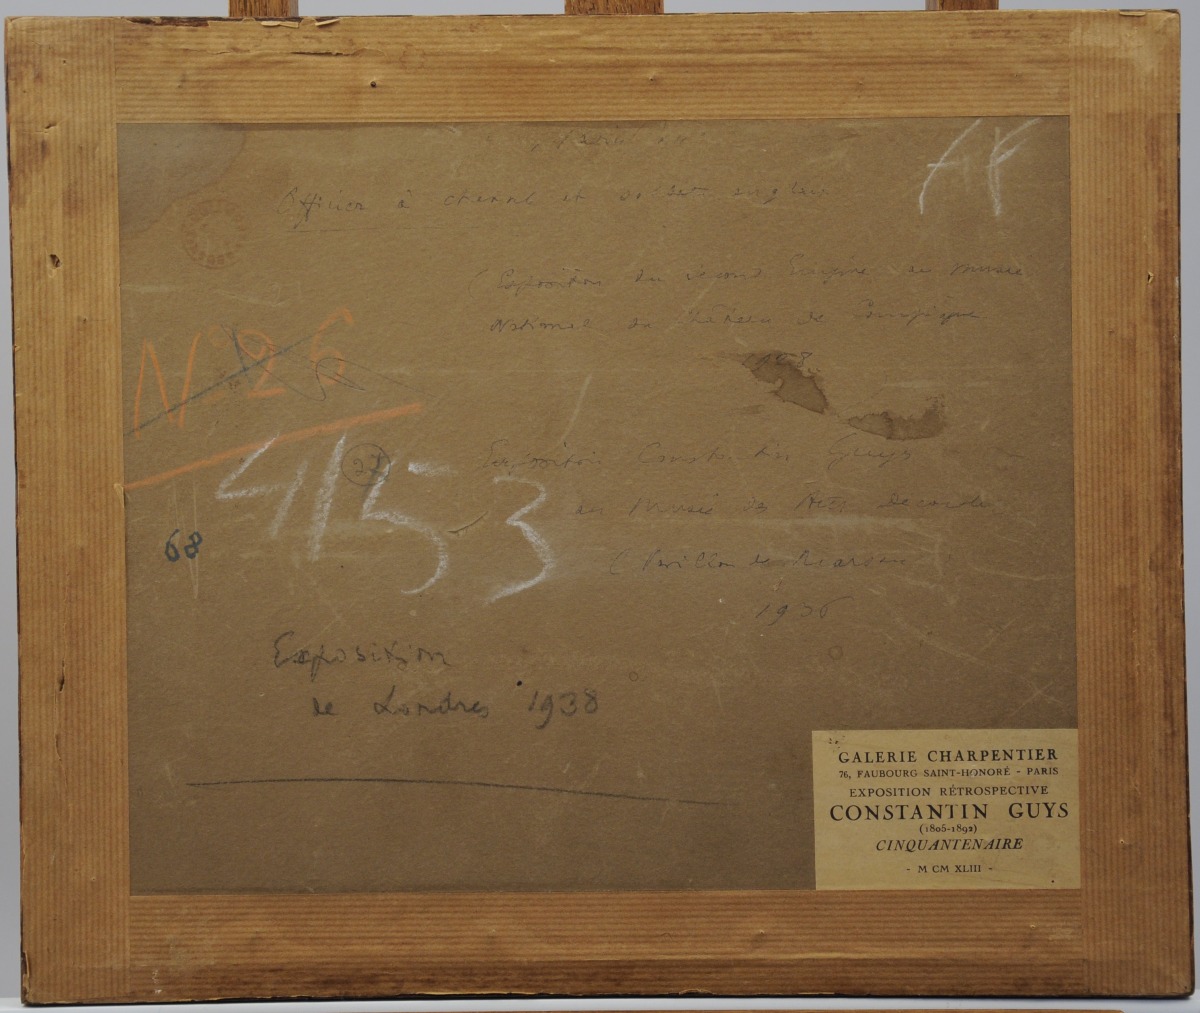 Officier à cheval et anglais
(Exposition du Second Empire au Musée
National du Château de Compiègne
Nº 26
4153
27
Exposition Constantin Guys
au Musée des Arts Décoratifs
Pavillon de Marsan
1936
68
Exposition
de Londres 1938
GALERIE CHARPENTIER
76, FAUBOURG SAINT-HONORÉ - PARIS
EXPOSITION RÉTROSPECTIVE
CONSTANTIN GUYS
(1805-1892)
CINQUANTENAIRE
- M CM XLIII -